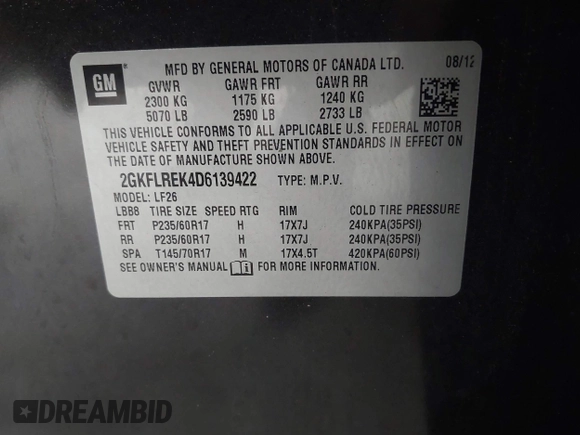 GM
MFD BY GENERAL MOTORS OF CANADA LTD. 08/12
GVWR GAWR FRT GAWR RR
2300 KG 1175 KG 1240 KG
5070 LB 2590 LB 2733 LB
THIS VEHICLE CONFORMS TO ALL APPLICABLE U.S. FEDERAL MOTOR
VEHICLE SAFETY AND THEFT PREVENTION STANDARDS IN EFFECT ON
THE DATE OF MANUFACTURE SHOWN ABOVE.
2GKFLREK4D6139422 TYPE: M.P.V.
MODEL: LF26
LBB8 TIRE SIZE SPEED RTG RIM COLD TIRE PRESSURE
FRT P235/60R17 H 17X7J 240KPA(35PSI)
RR P235/60R17 H 17X7J 240KPA(35PSI)
SPA T145/70R17 M 17X4.5T 420KPA(60PSI)
SEE OWNER'S MANUAL FOR MORE INFORMATION.
DREAMBID